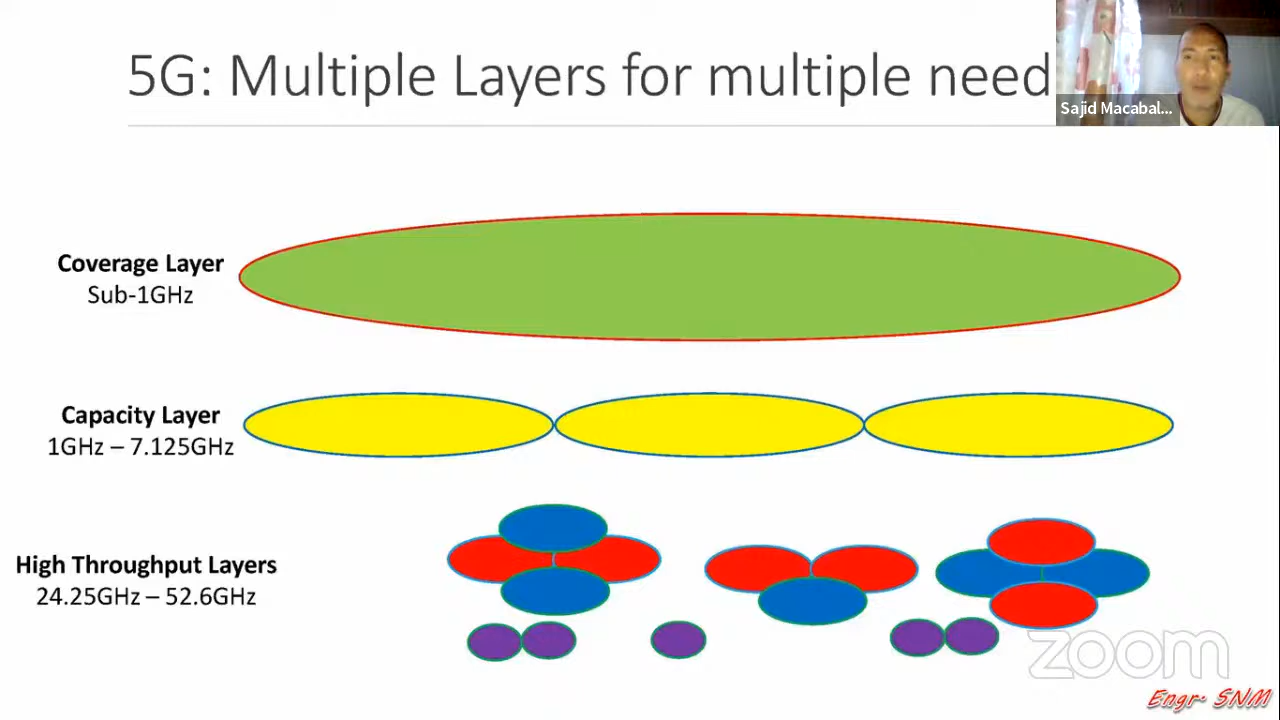 5G: Multiple Layers for multiple need
Sajid Macabal...
Coverage Layer
Sub-1GHz
Capacity Layer
1GHz – 7.125GHz
High Throughput Layers
24.25GHz – 52.6GHz
zoom
Engr. SNM